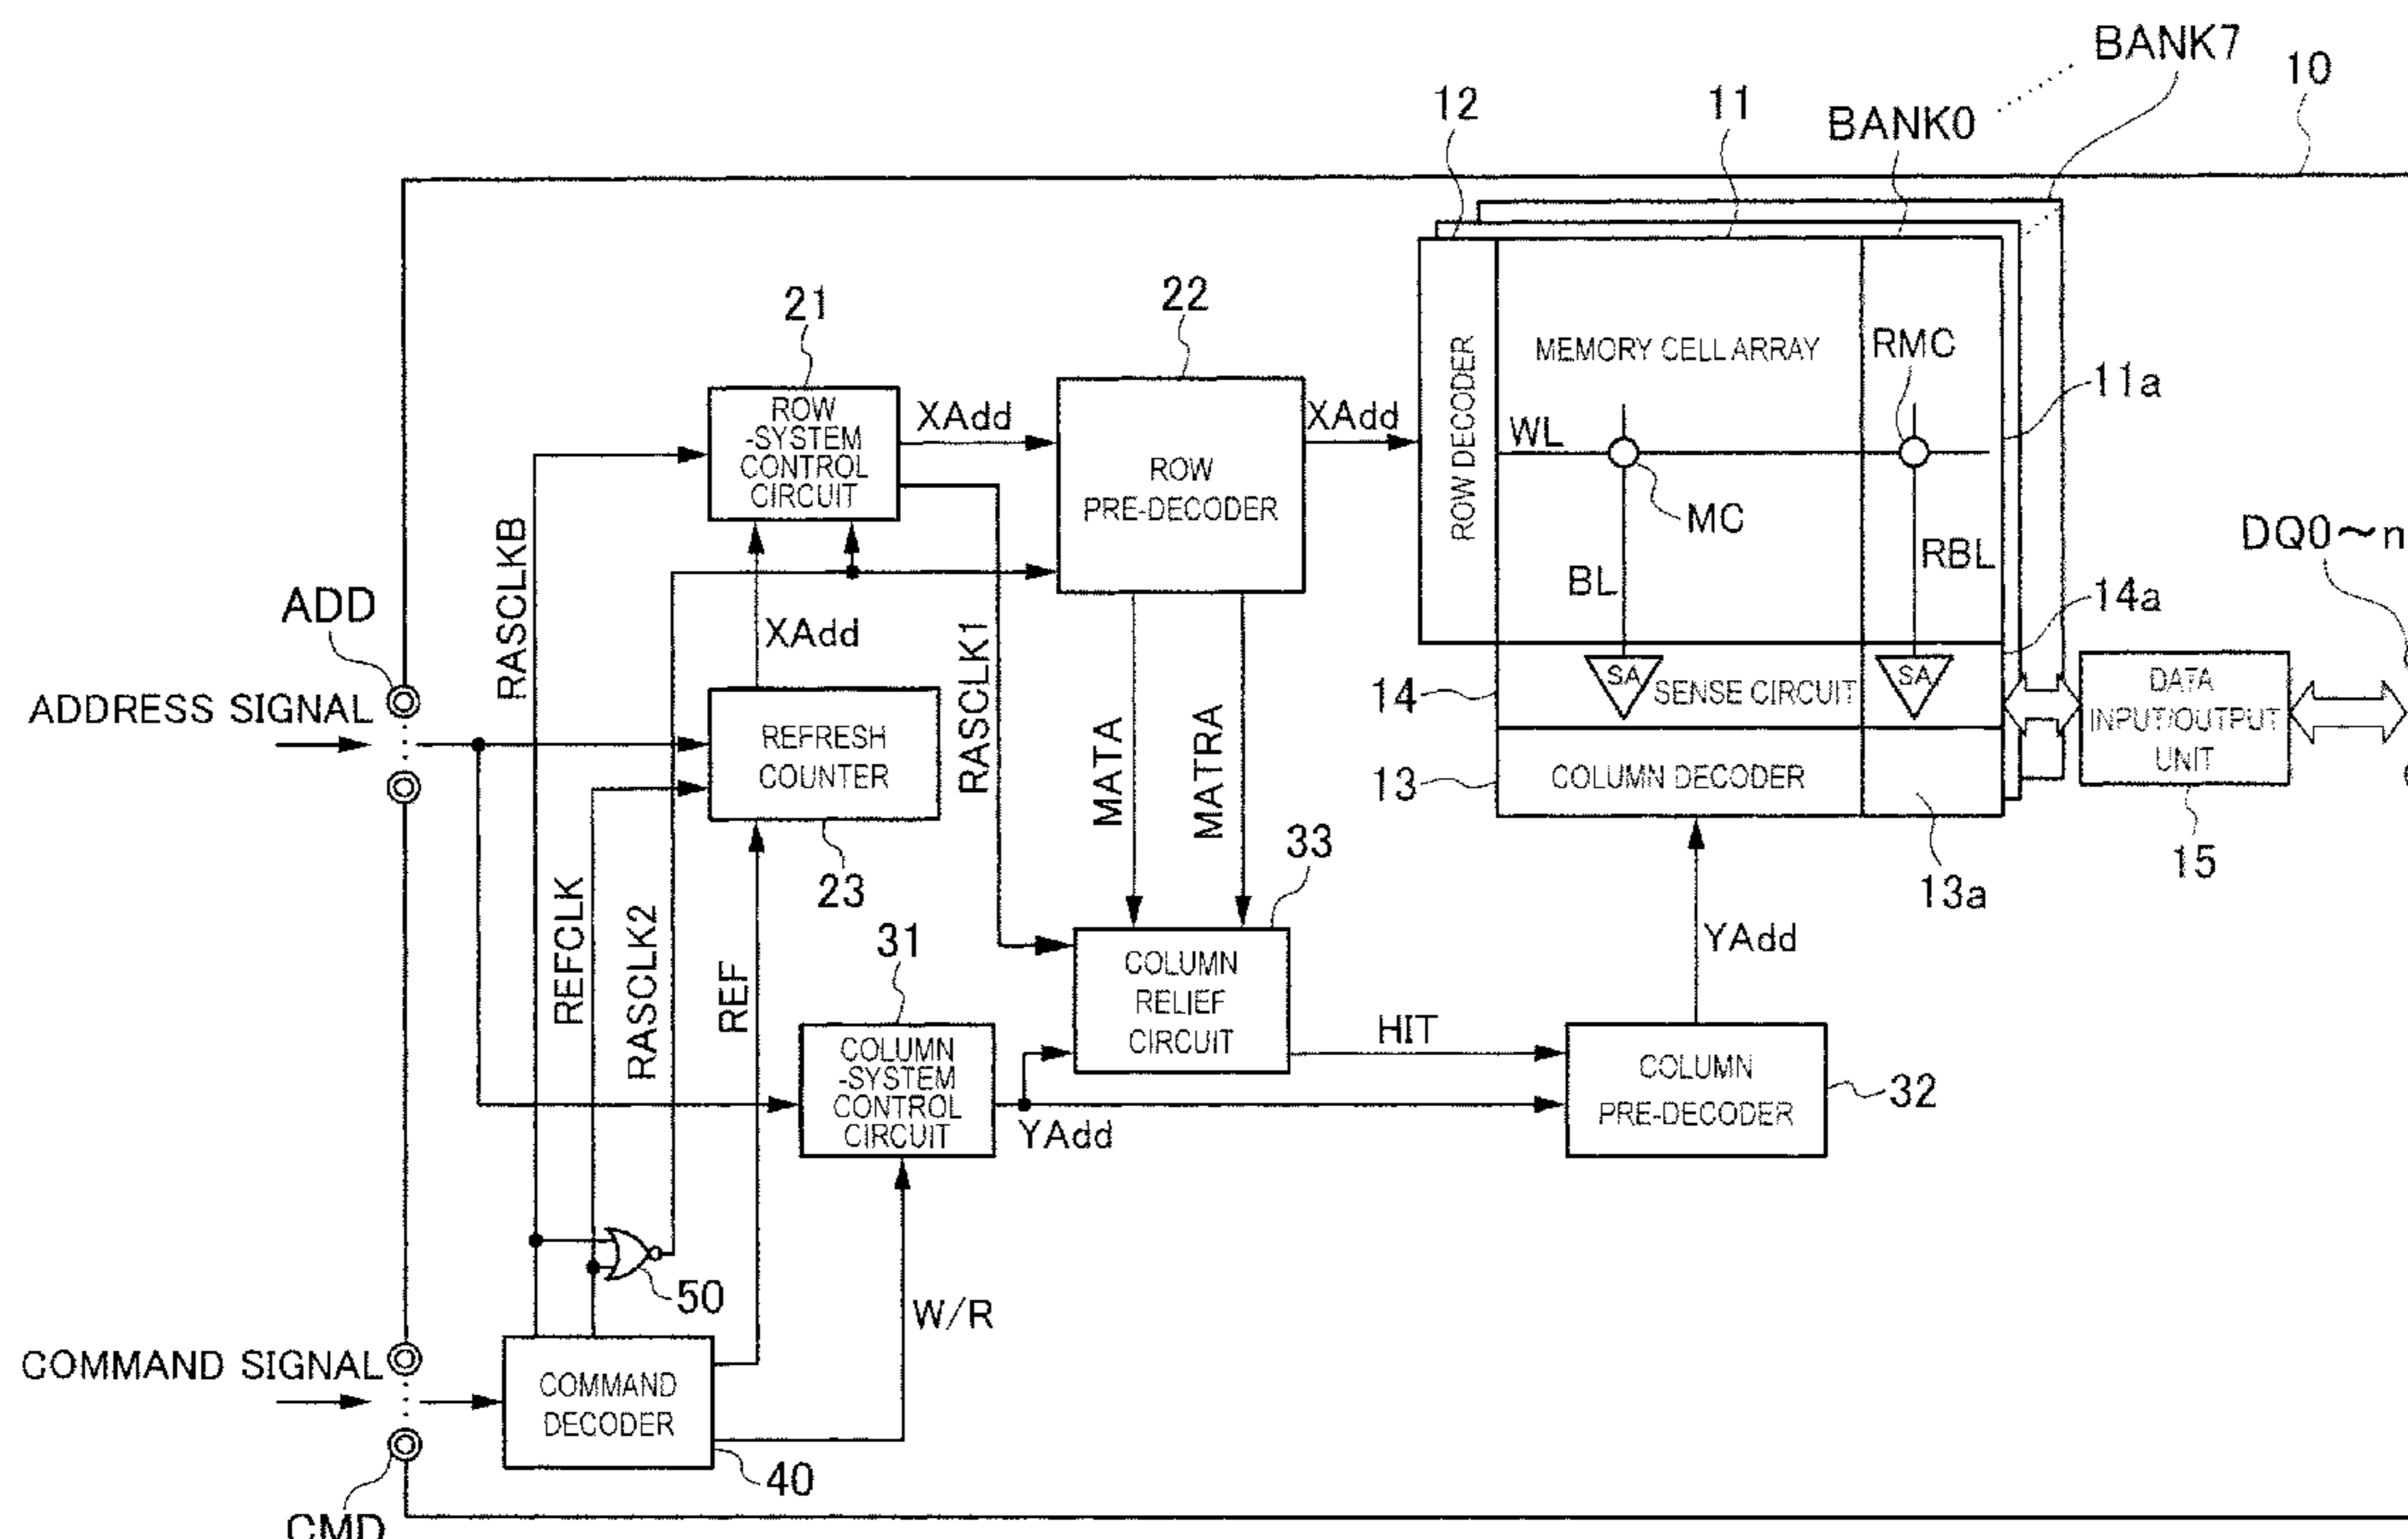 BANK7
10
12
11
BANK0
21
22
ROW
-SYSTEM
CONTROL
CIRCUIT
XAdd
ROW
PRE-DECODER
XAdd
ROW DECODER
MEMORY CELL ARRAY
RMC
11a
WL
MC
BL
RBL
DQ0~n
14a
ADD
ADDRESS SIGNAL
RASCLKB
XAdd
RASCLK1
MATA
MATRA
REFRESH
COUNTER
23
14
SA
SENSE CIRCUIT
SA
DATA
INPUT/OUTPUT
UNIT
15
13
COLUMN DECODER
13a
33
REFCLK
RASCLK2
REF
31
COLUMN
RELIEF
CIRCUIT
YAdd
COLUMN
-SYSTEM
CONTROL
CIRCUIT
HIT
YAdd
COLUMN
PRE-DECODER
32
50
W/R
COMMAND SIGNAL
COMMAND
DECODER
40
CMD